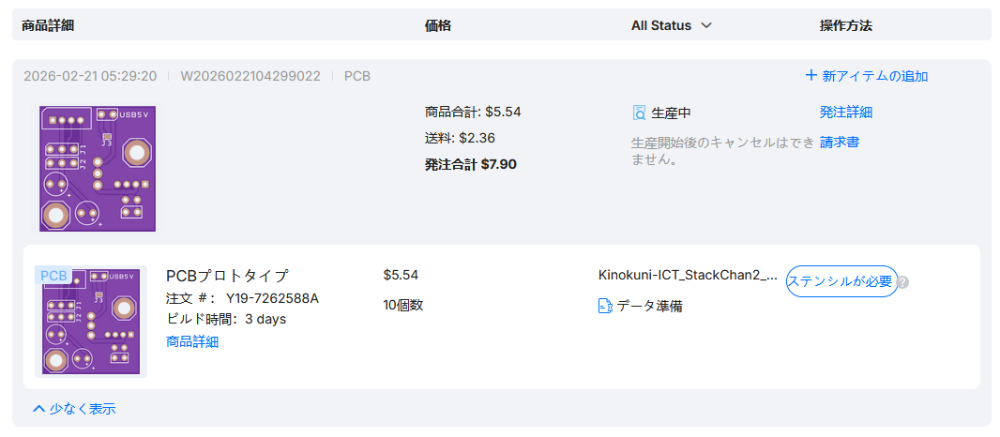 商品詳細 価格 All Status 操作方法
2026-02-21 05:29:20 W2026022104299022 PCB 新アイテムの追加
USB5V
J3
J1
J2
商品合計: $5.54
送料: $2.36
発注合計 $7.90
生産中
生産開始後のキャンセルはでき
ません。
発注詳細
請求書
PCB
USB5V
J3
J1
J2
PCBプロトタイプ
注文 #: Y19-7262588A
ビルド時間: 3 days
商品詳細
$5.54
10個数
Kinokuni-ICT_StackChan2_...
データ準備
ステンシルが必要
?
少なく表示